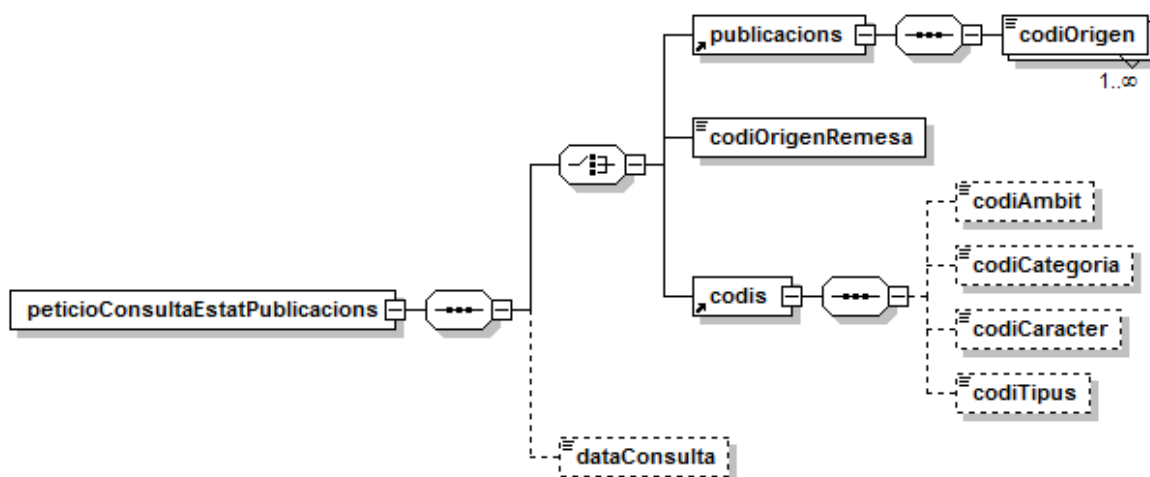 publicacions
codiOrigen
1..∞
codiOrigenRemesa
codiAmbit
codiCategoria
codis
peticioConsultaEstatPublicacions
codiCaracter
codiTipus
dataConsulta